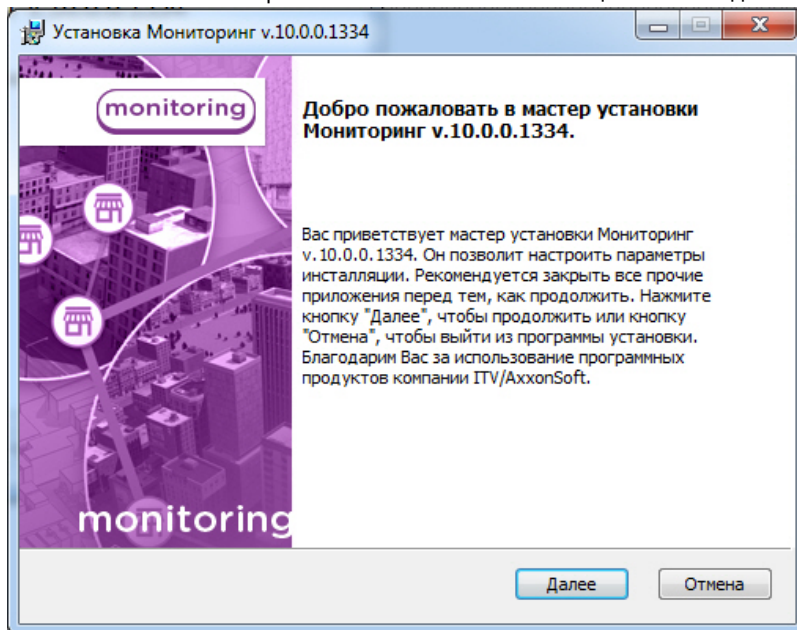 Установка Мониторинг v.10.0.0.1334
monitoring
Добро пожаловать в мастер установки
Мониторинг v.10.0.0.1334.
Вас приветствует мастер установки Мониторинг
v.10.0.0.1334. Он позволит настроить параметры
инсталляции. Рекомендуется закрыть все прочие
приложения перед тем, как продолжить. Нажмите
кнопку "Далее", чтобы продолжить или кнопку
"Отмена", чтобы выйти из программы установки.
Благодарим Вас за использование программных
продуктов компании ITV/AxxonSoft.
monitoring
Далее
Отмена